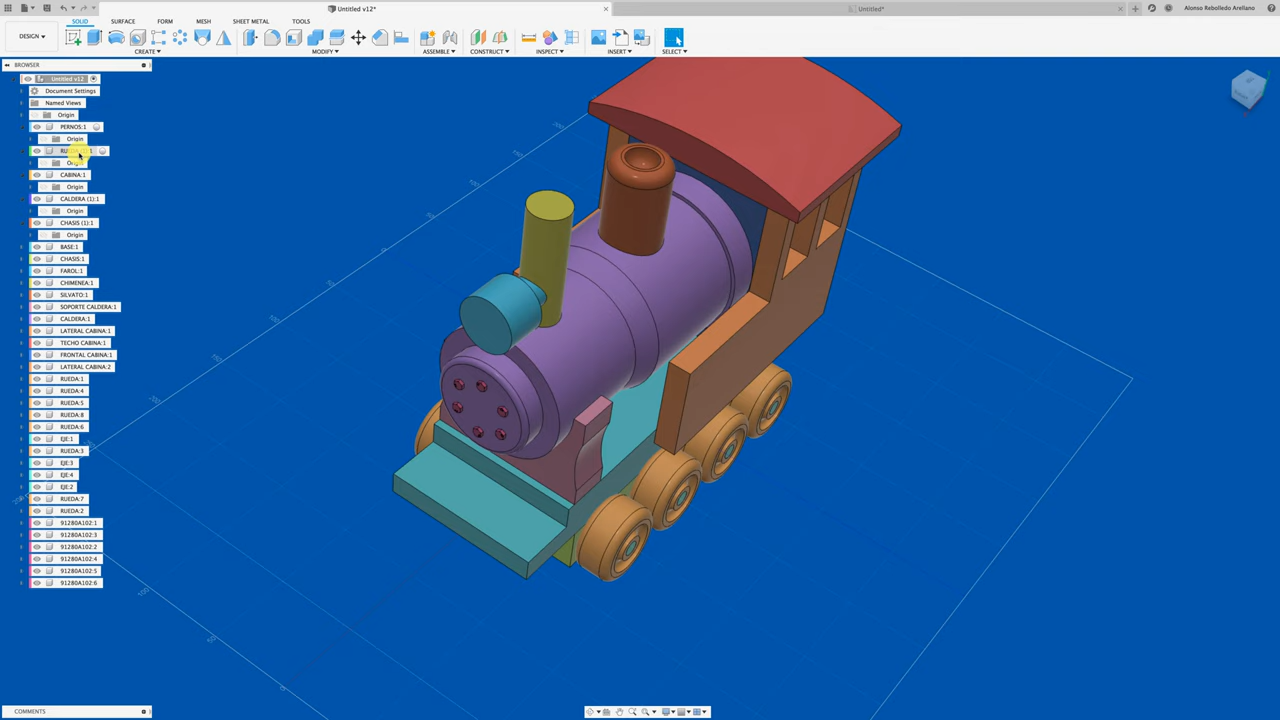 Untitled v12*
Untitled*
Alonso Rebolledo Arellano
DESIGN
SOLID
SURFACE
FORM
MESH
SHEET METAL
TOOLS
CREATE
MODIFY
ASSEMBLE
CONSTRUCT
INSPECT
INSERT
SELECT
BROWSER
Untitled v12
Document Settings
Named Views
Origin
PERNOS:1
Origin
CABINA:1
Origin
CALDERA (1):1
Origin
CHASIS (1):1
Origin
BASE:1
CHASIS:1
FAROL:1
CHIMENEA:1
SILVATO:1
SOPORTE CALDERA:1
CALDERA:1
LATERAL CABINA:1
TECHO CABINA:1
FRONTAL CABINA:1
LATERAL CABINA:2
RUEDA:1
RUEDA:4
RUEDA:5
RUEDA:8
RUEDA:6
EJE:1
RUEDA:3
EJE:3
EJE:4
EJE:2
RUEDA:7
RUEDA:2
91280A102:1
91280A102:3
91280A102:2
91280A102:4
91280A102:5
91280A102:6
COMMENTS